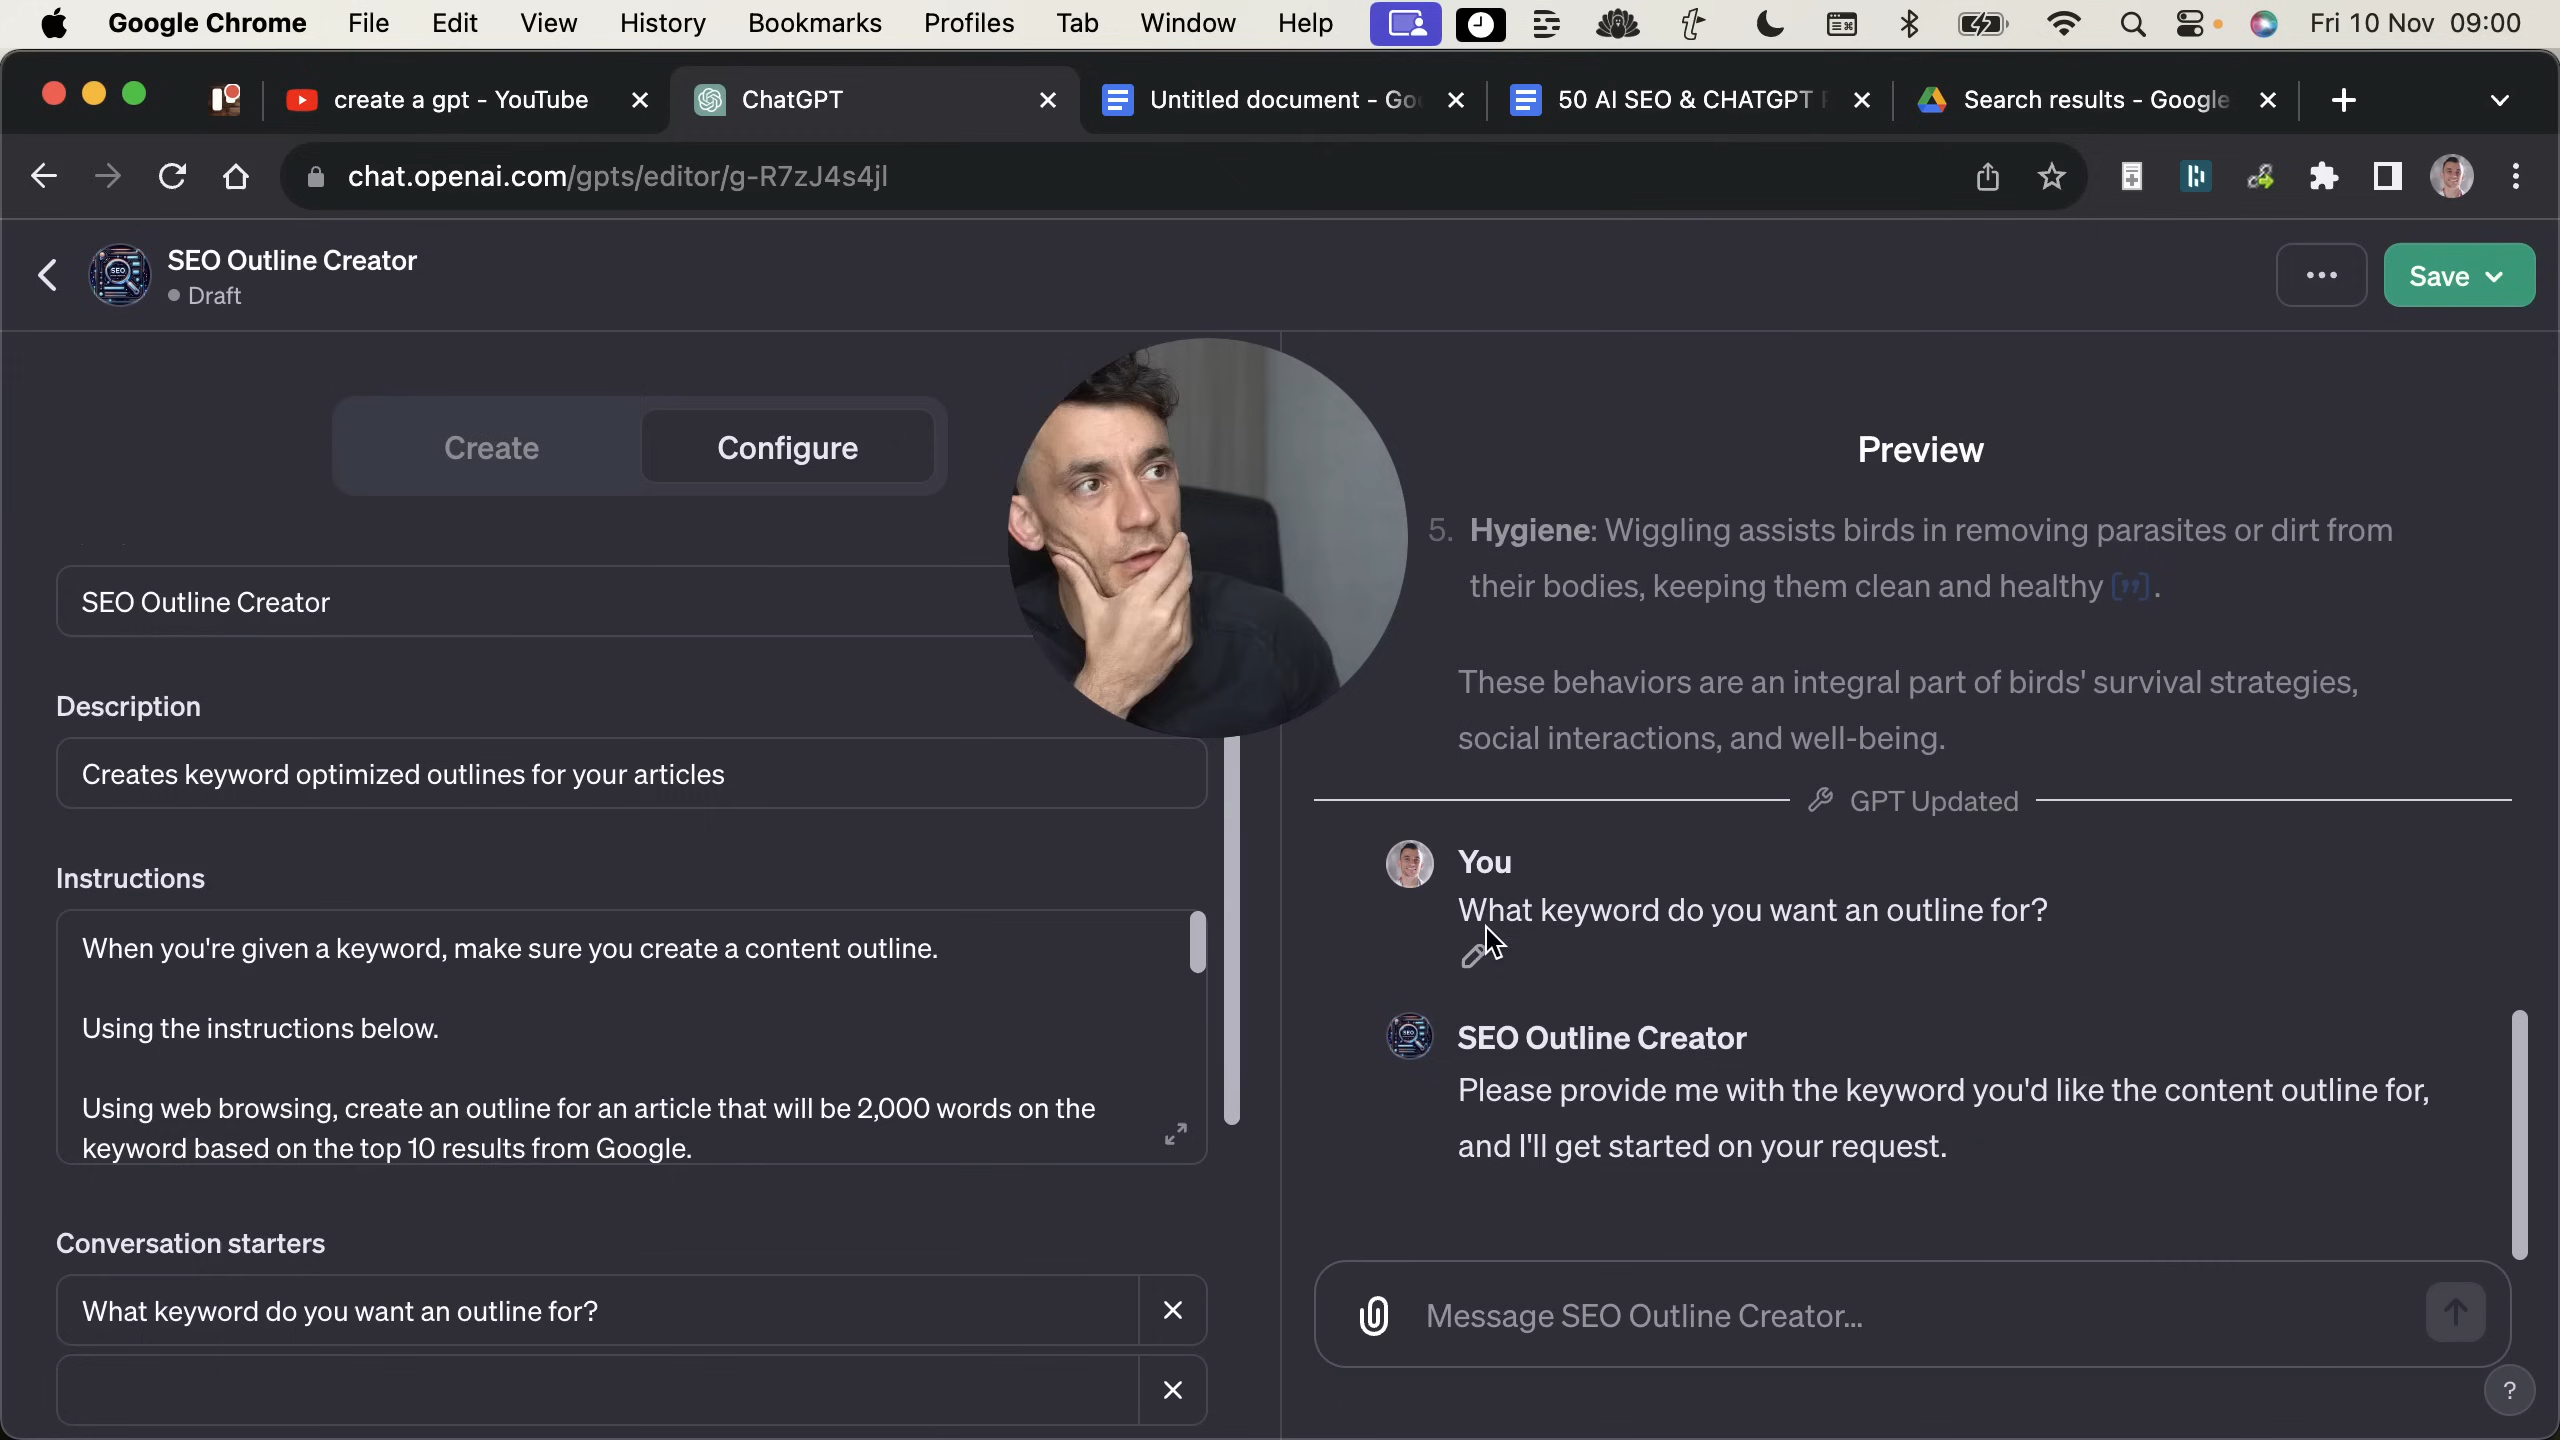 Google Chrome File Edit View History Bookmarks Profiles Tab Window Help Fri 10 Nov 09:00
create a gpt - YouTube ChatGPT Untitled document - Go 50 AI SEO & CHATGPT Search results - Google
chat.openai.com/gpts/editor/g-R7zJ4s4jl
SEO Outline Creator
Draft
Save
Create Configure
SEO Outline Creator
Description
Creates keyword optimized outlines for your articles
Instructions
When you're given a keyword, make sure you create a content outline.
Using the instructions below.
Using web browsing, create an outline for an article that will be 2,000 words on the
keyword based on the top 10 results from Google.
Conversation starters
What keyword do you want an outline for?
Preview
5. Hygiene: Wiggling assists birds in removing parasites or dirt from
their bodies, keeping them clean and healthy ["].
These behaviors are an integral part of birds' survival strategies,
social interactions, and well-being.
GPT Updated
You
What keyword do you want an outline for?
SEO Outline Creator
Please provide me with the keyword you'd like the content outline for,
and I'll get started on your request.
Message SEO Outline Creator...
?